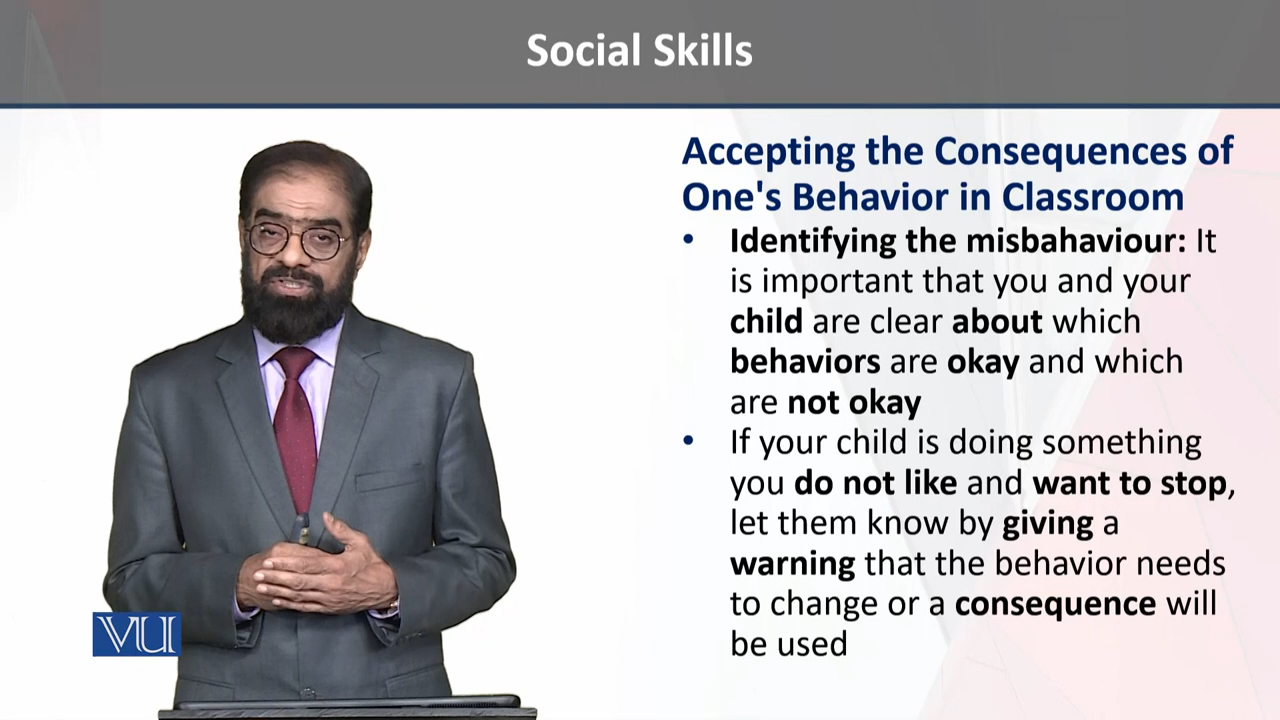 Social Skills
Accepting the Consequences of
One's Behavior in Classroom
• Identifying the misbahaviour: It
is important that you and your
child are clear about which
behaviors are okay and which
are not okay
• If your child is doing something
you do not like and want to stop,
let them know by giving a
warning that the behavior needs
to change or a consequence will
be used
VU